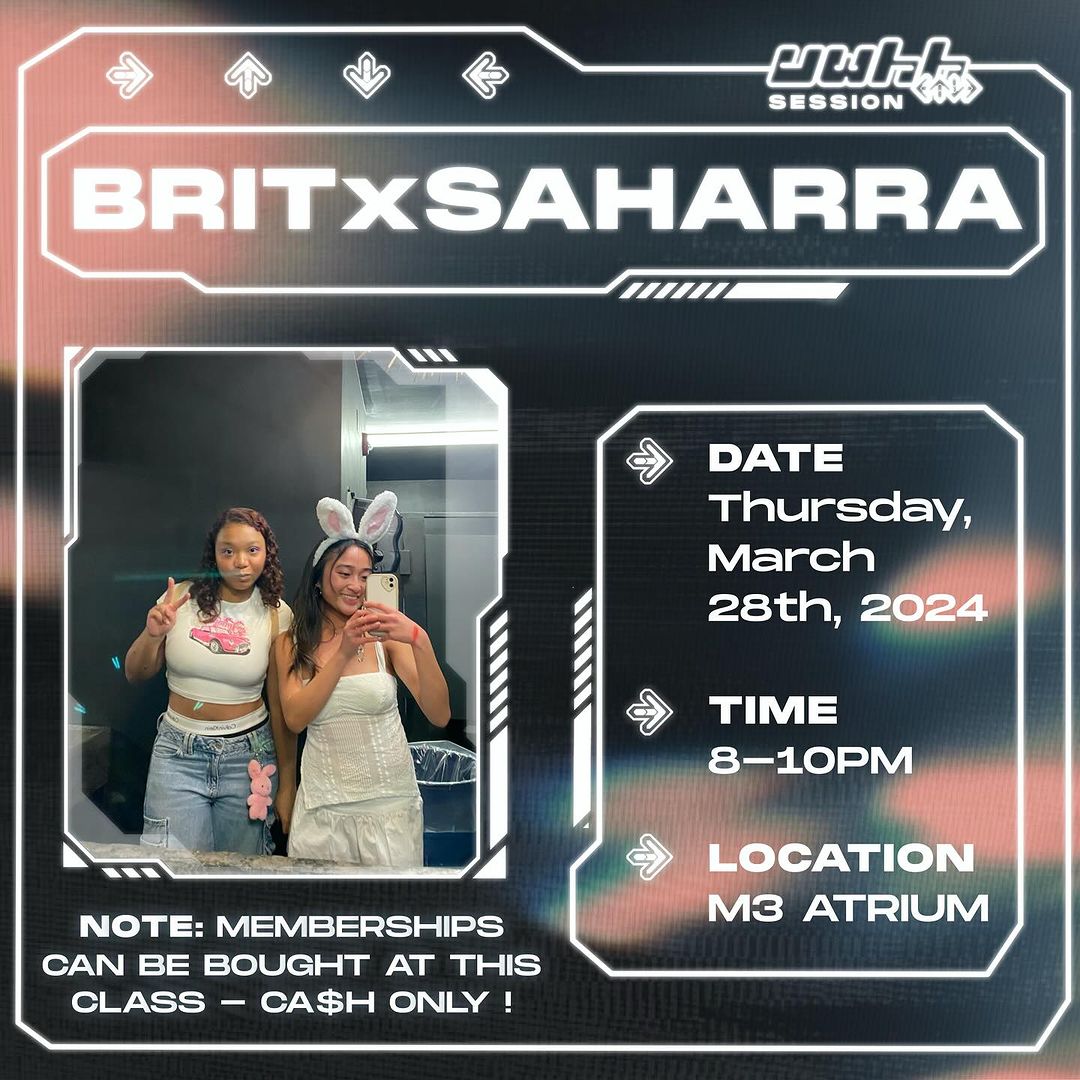 uwhh
SESSION
BRITxSAHARRA
DATE
Thursday,
March
28th, 2024
TIME
8–10PM
LOCATION
M3 ATRIUM
NOTE: MEMBERSHIPS
CAN BE BOUGHT AT THIS
CLASS – CA$H ONLY !